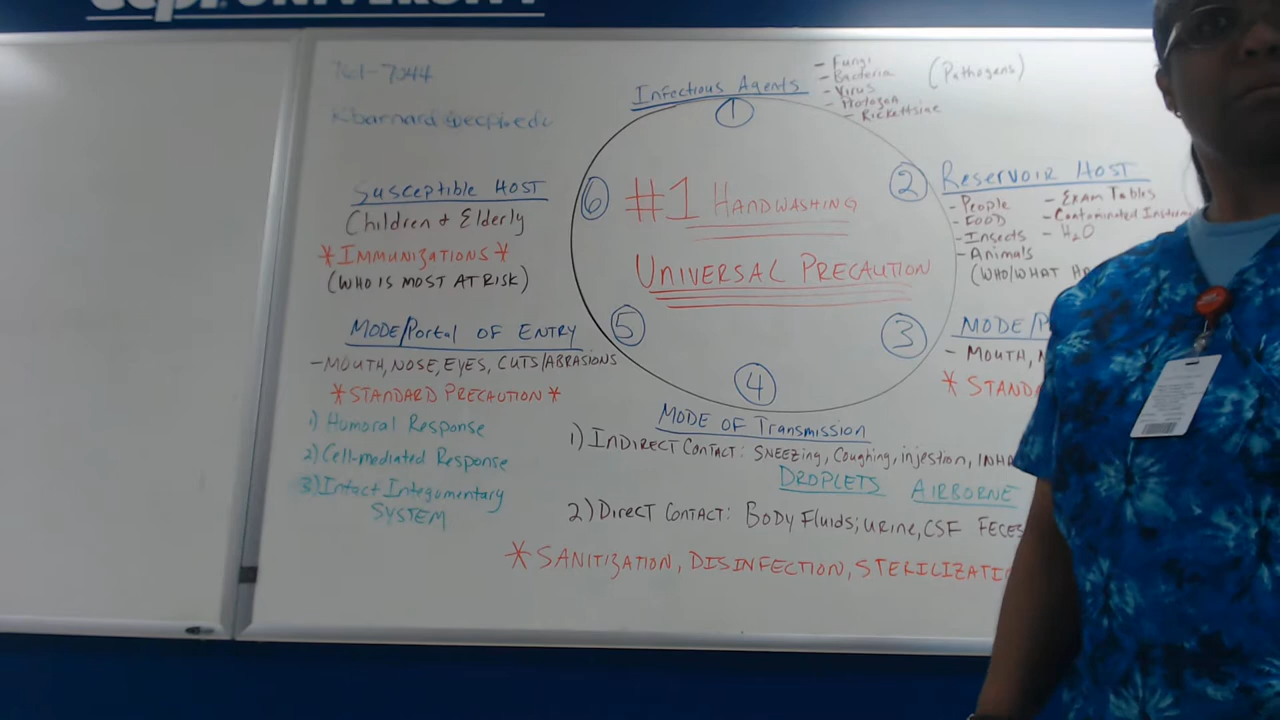 UNIVERSITY
Infectious Agents
- Fungi
- Bacteria
- Virus
- Protozoa
- Rickettsiae
(Pathogens)
1
#1 HANDWASHING
UNIVERSAL PRECAUTION
2
RESERVOIR HOST
- People
- FOOD
- Insects
- Animals
- EXAM TABLES
- Contaminated
- H2O
(WHO/WHAT
3
MODE/P
- MOUTH,
* STAND
4
MODE OF Transmission
1) INDIRECT CONTACT: SNEEZing, Coughing, injestion, INHA
DROPLETS AIRBORNE
2) DIRECT CONTACT: BODY FLUIDS; URINE, CSF FECES
* SANITIZATION, DISINFECTION, STERILIZATI
5
MODE/Portal OF ENTRY
- MOUTH, NOSE, EYES, CUTS/ABRASIONS
* STANDARD PRECAUTION *
1) Humoral Response
2) Cell-mediated Response
3) Intact Integumentary
SYSTEM
6
Susceptible HOST
Children & Elderly
* IMMUNIZATIONS *
(WHO IS MOST AT RISK)